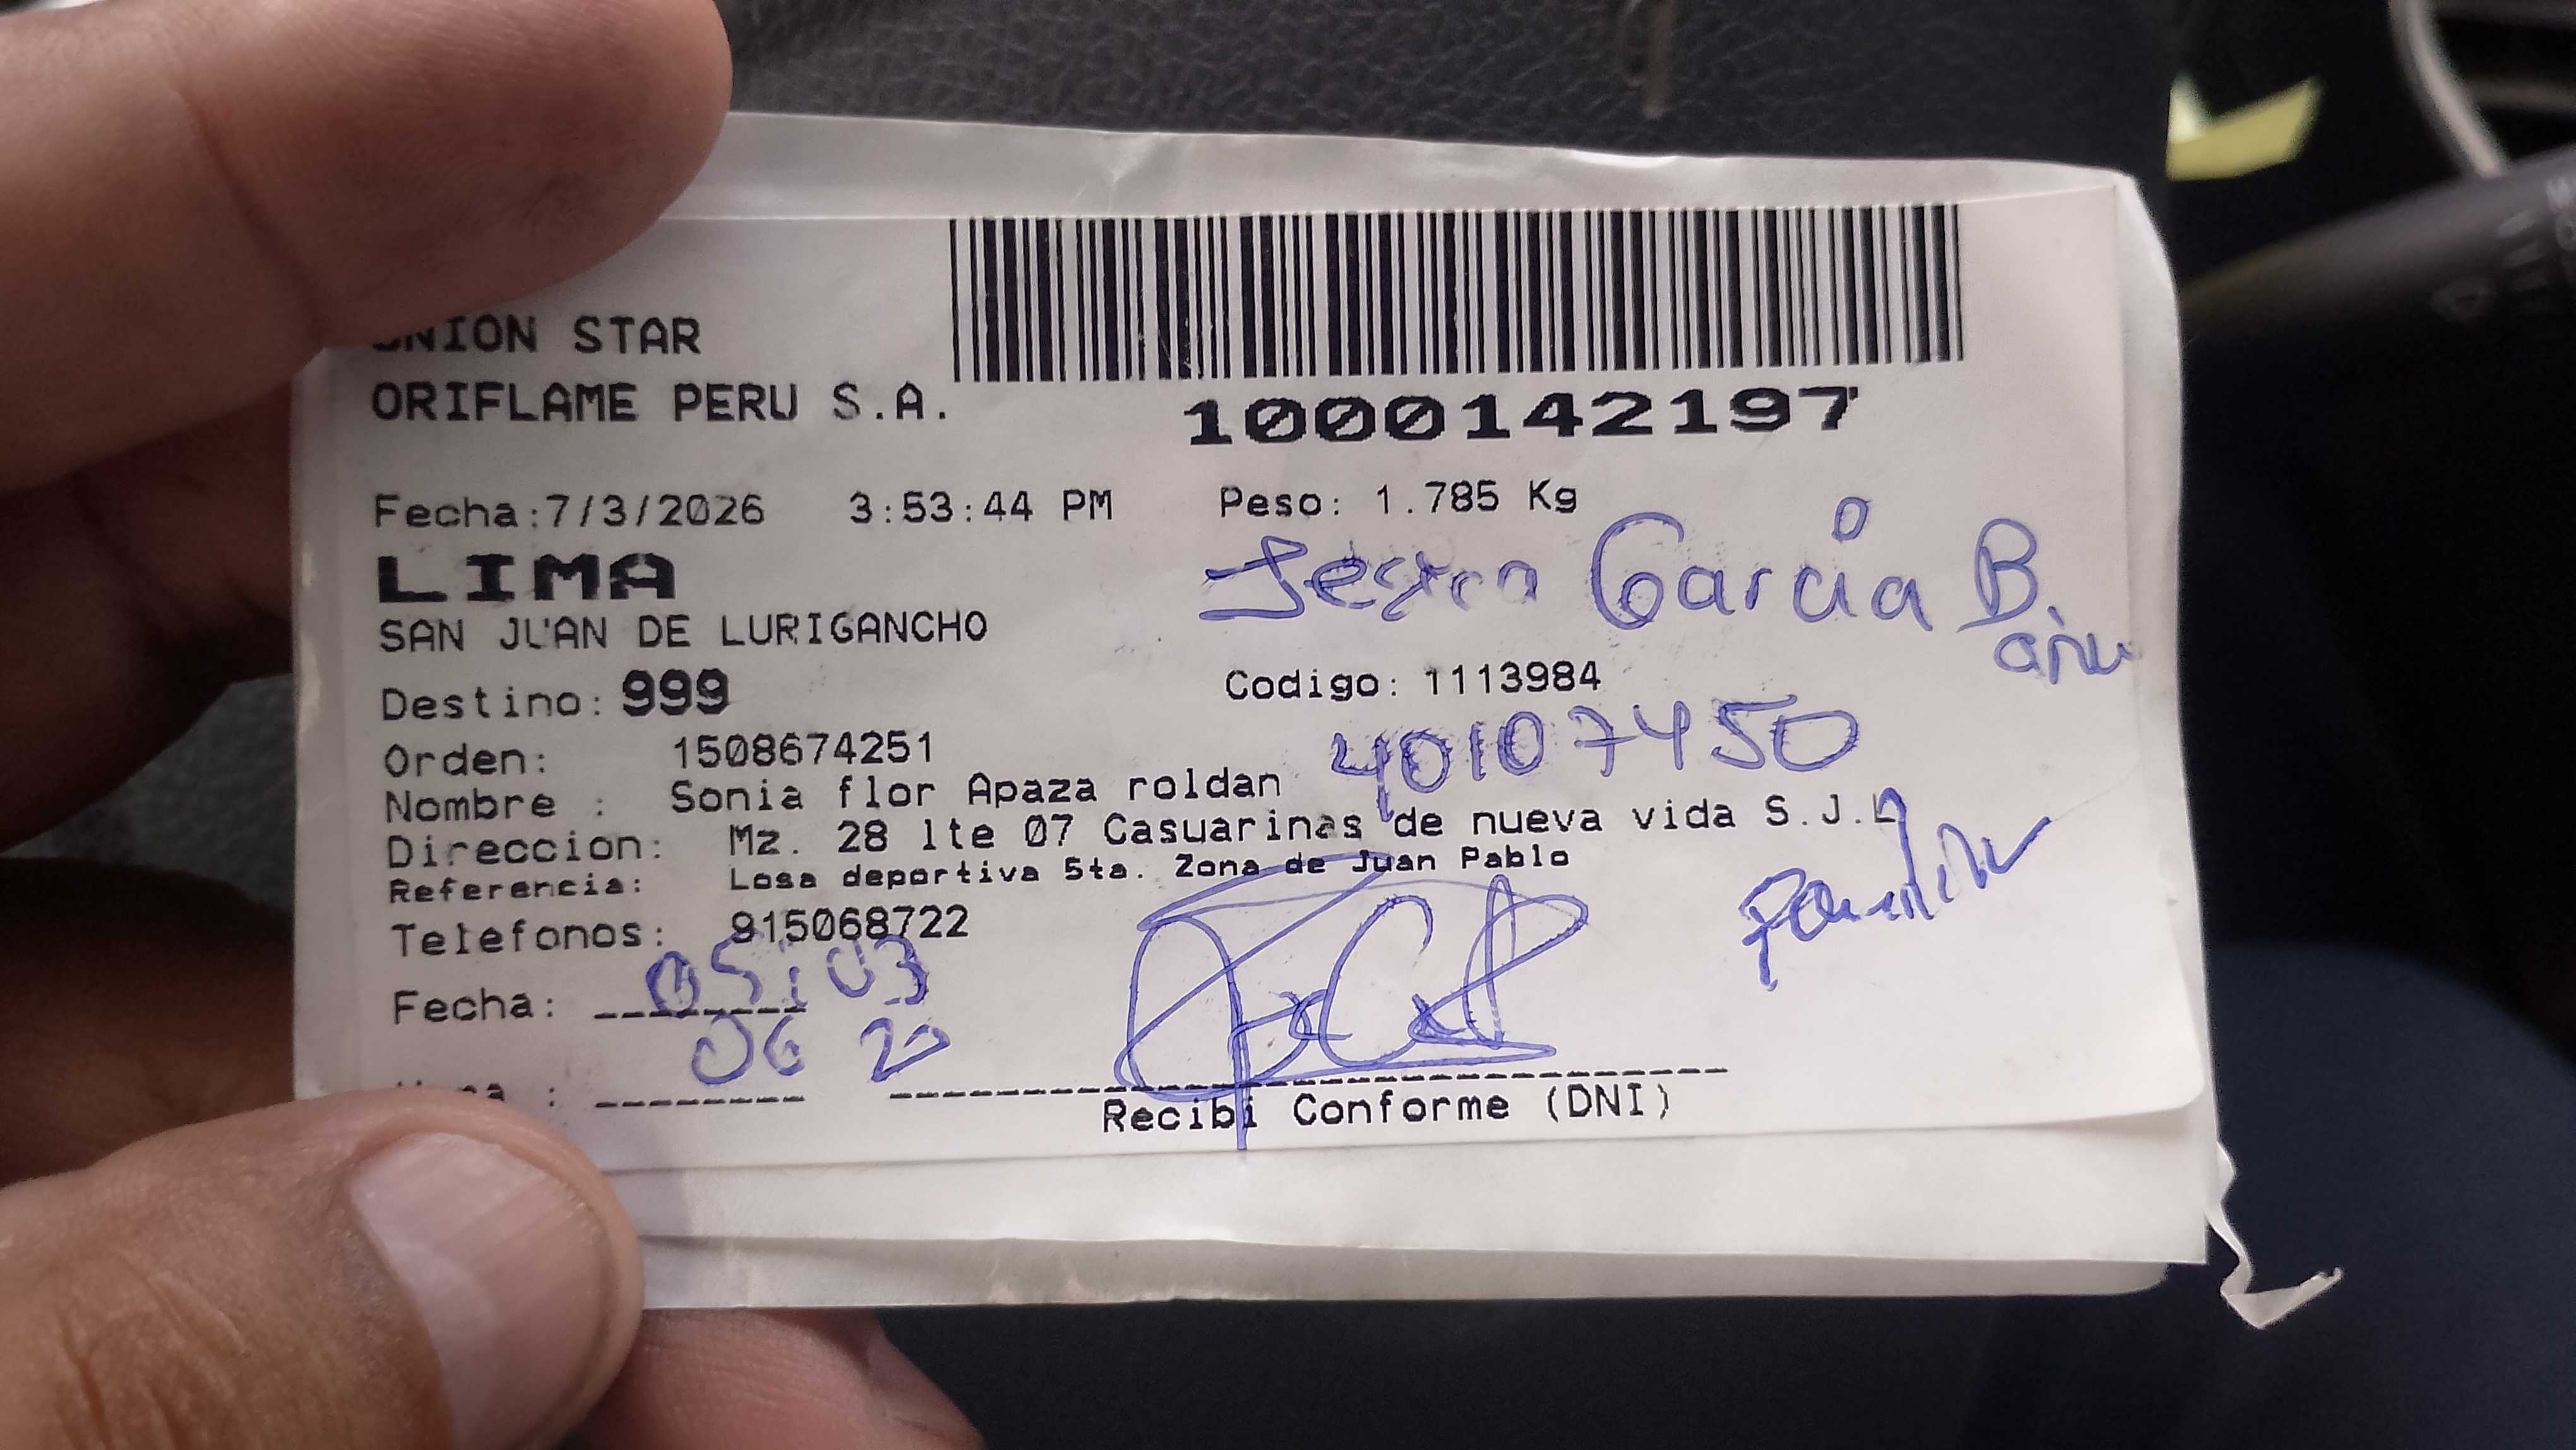 UNION STAR
ORIFLAME PERU S.A.
1000142197
Fecha:7/3/2026 3:53:44 PM Peso: 1.785 Kg
LIMA
Garcia B.
SAN JUAN DE LURIGANCHO
Codigo: 1113984
Destino: 999
40107450
Orden: 1508674251
Nombre : Sonia flor Apaza roldan
Direccion: Mz. 28 lte 07 Casuarinas de nueva vida S.J.L
Referencia: Losa deportiva 5ta. Zona de Juan Pablo
Telefonos: 915068722
Fecha: 05 03
06 20
Recibi Conforme (DNI)